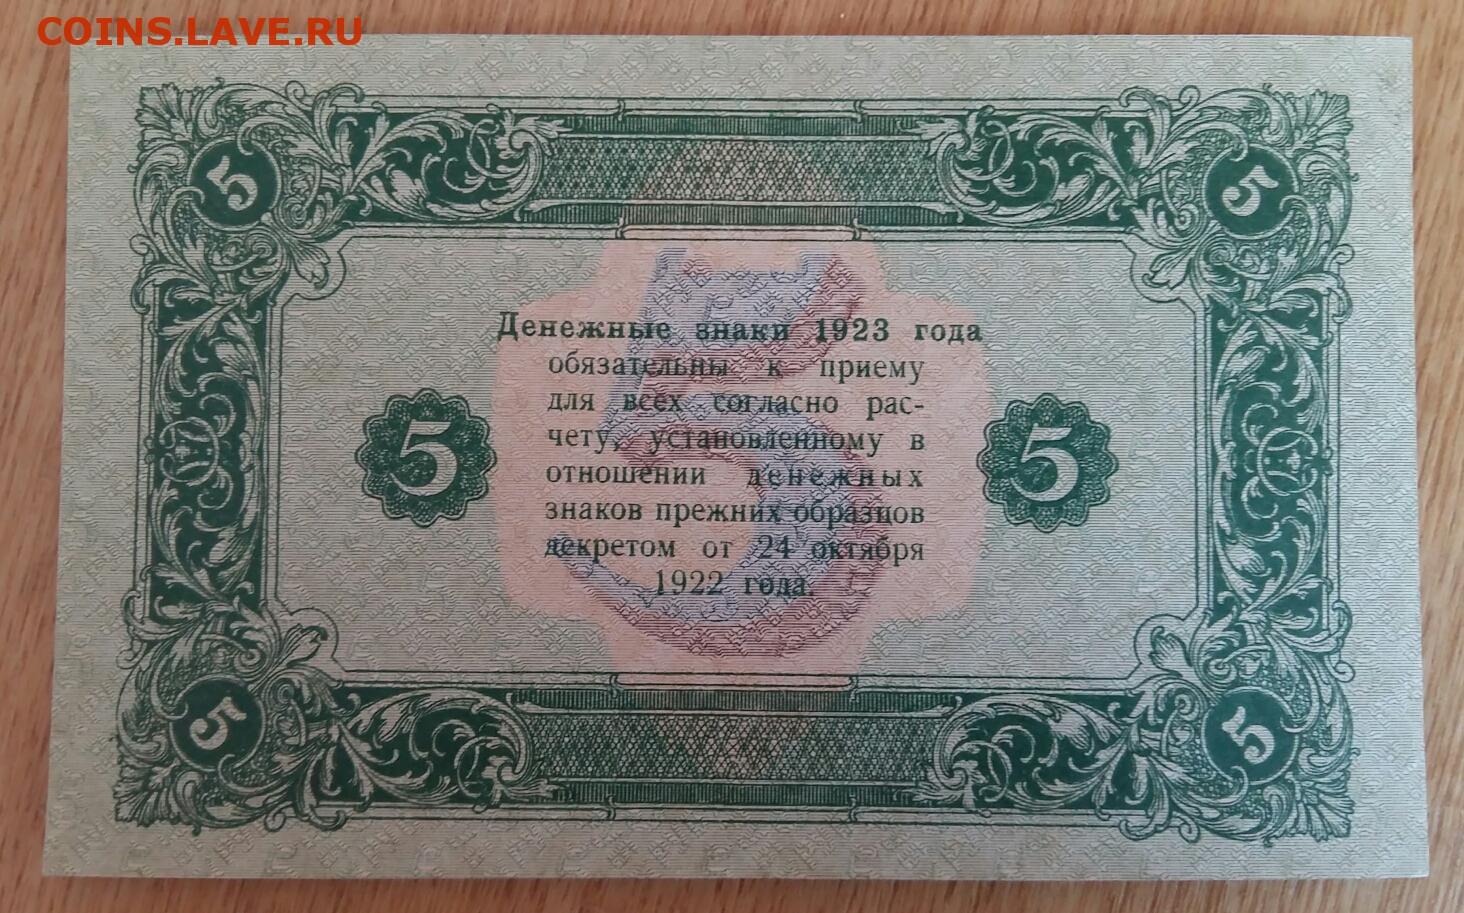 COINS.LAVE.RU
5 5
Денежные знаки 1923 года
обязательны к приему
для всех согласно рас-
чету, установленному в
5 отношении денежных 5
знаков прежних образцов
декретом от 24 октября
1922 года.
5
5 5